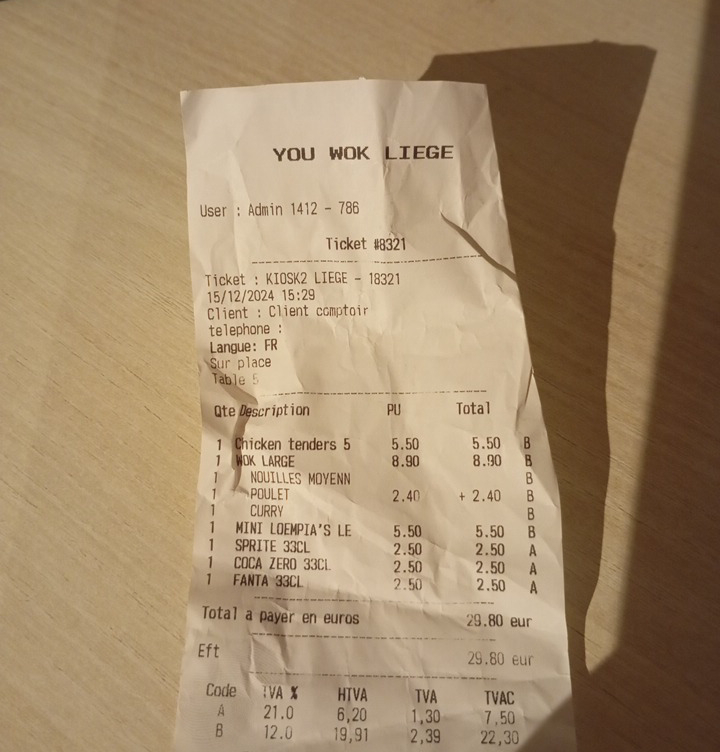 YOU WOK LIEGE
User : Admin 1412 - 786
Ticket #8321
Ticket : KIOSK2 LIEGE - 18321
15/12/2024 15:29
Client : Client comptoir
telephone :
Langue: FR
Sur place
Table 5
Qte Description PU Total
1 Chicken tenders 5 5.50 5.50 B
1 WOK LARGE 8.90 8.90 B
1 NOUILLES MOYENN B
1 POULET 2.40 + 2.40 B
1 CURRY B
1 MINI LOEMPIA'S LE 5.50 5.50 B
1 SPRITE 33CL 2.50 2.50 A
1 COCA ZERO 33CL 2.50 2.50 A
1 FANTA 33CL 2.50 2.50 A
Total a payer en euros 29.80 eur
Eft 29.80 eur
Code TVA % HTVA TVA TVAC
A 21.0 6,20 1,30 7,50
B 12.0 19,91 2,39 22,30